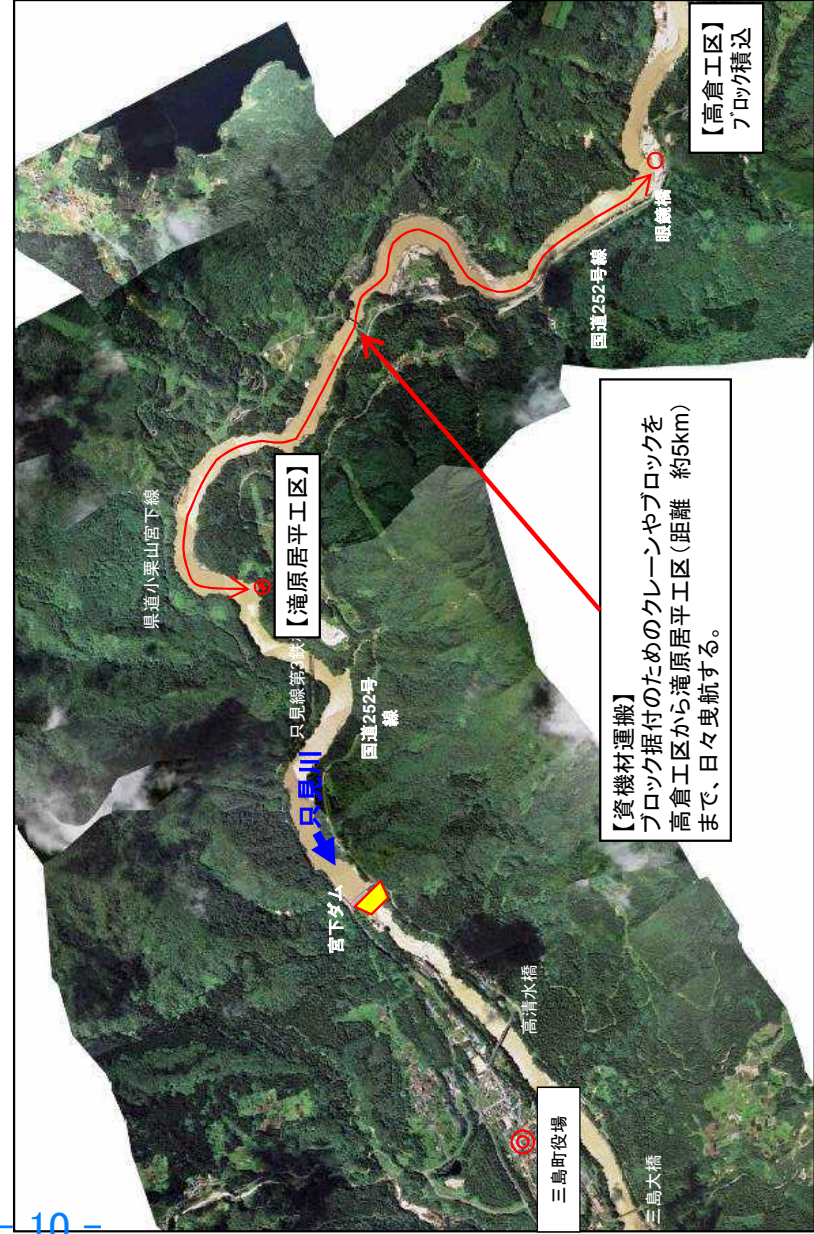 【高倉工区】
ブロック積込
眼鏡橋
国道252号線
県道小栗山宮下線
【滝原居平工区】
只見線第3鉄
国道252号
線
只見川
宮下ダム
【資機材運搬】
ブロック据付のためのクレーンやブロックを
高倉工区から滝原居平工区(距離　約5km)
まで、日々曳航する。
高清水橋
三島町役場
三島大橋
- 10 -